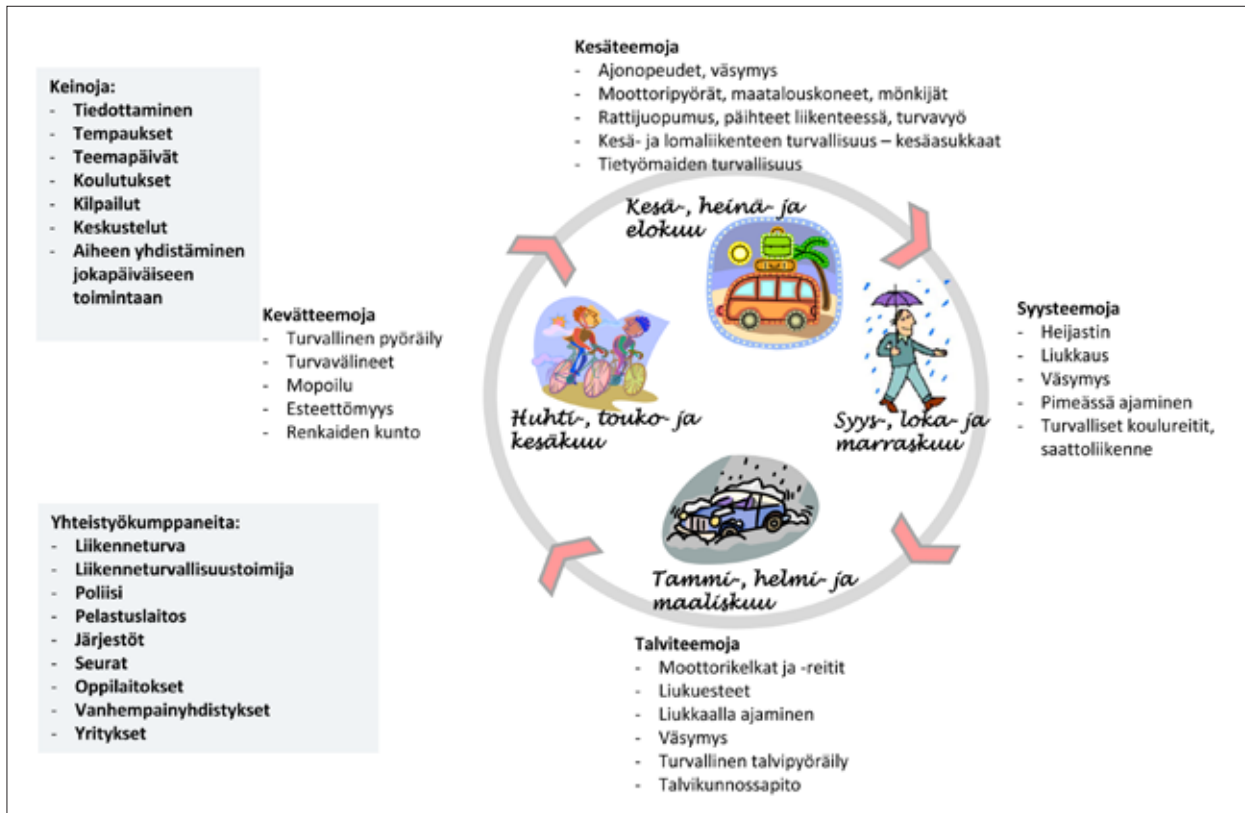 Keinoja:
- Tiedottaminen
- Tempaukset
- Teemapäivät
- Koulutukset
- Kilpailut
- Keskustelut
- Aiheen yhdistäminen
jokapäiväiseen
toimintaan
Kesäteemoja
- Ajonopeudet, väsymys
- Moottoripyörät, maatalouskoneet, mönkijät
- Rattijuopumus, päihteet liikenteessä, turvavyö
- Kesä- ja lomaliikenteen turvallisuus – kesäasukkaat
- Tietyömaiden turvallisuus
Kesä-, heinä- ja
elokuu
Kevätteemoja
- Turvallinen pyöräily
- Turvavälineet
- Mopoilu
- Esteettömyys
- Renkaiden kunto
Huhti-, touko- ja
kesäkuu
Syys-, loka- ja
marraskuu
Syysteemoja
- Heijastin
- Liukkaus
- Väsymys
- Pimeässä ajaminen
- Turvalliset koulureitit,
saattoliikenne
Yhteistyökumppaneita:
- Liikenneturva
- Liikenneturvallisuustoimija
- Poliisi
- Pelastuslaitos
- Järjestöt
- Seurat
- Oppilaitokset
- Vanhempainyhdistykset
- Yritykset
Tammi-, helmi- ja
maaliskuu
Talviteemoja
- Moottorikelkat ja -reitit
- Liukuesteet
- Liukkaalla ajaminen
- Väsymys
- Turvallinen talvipyöräily
- Talvikunnossapito